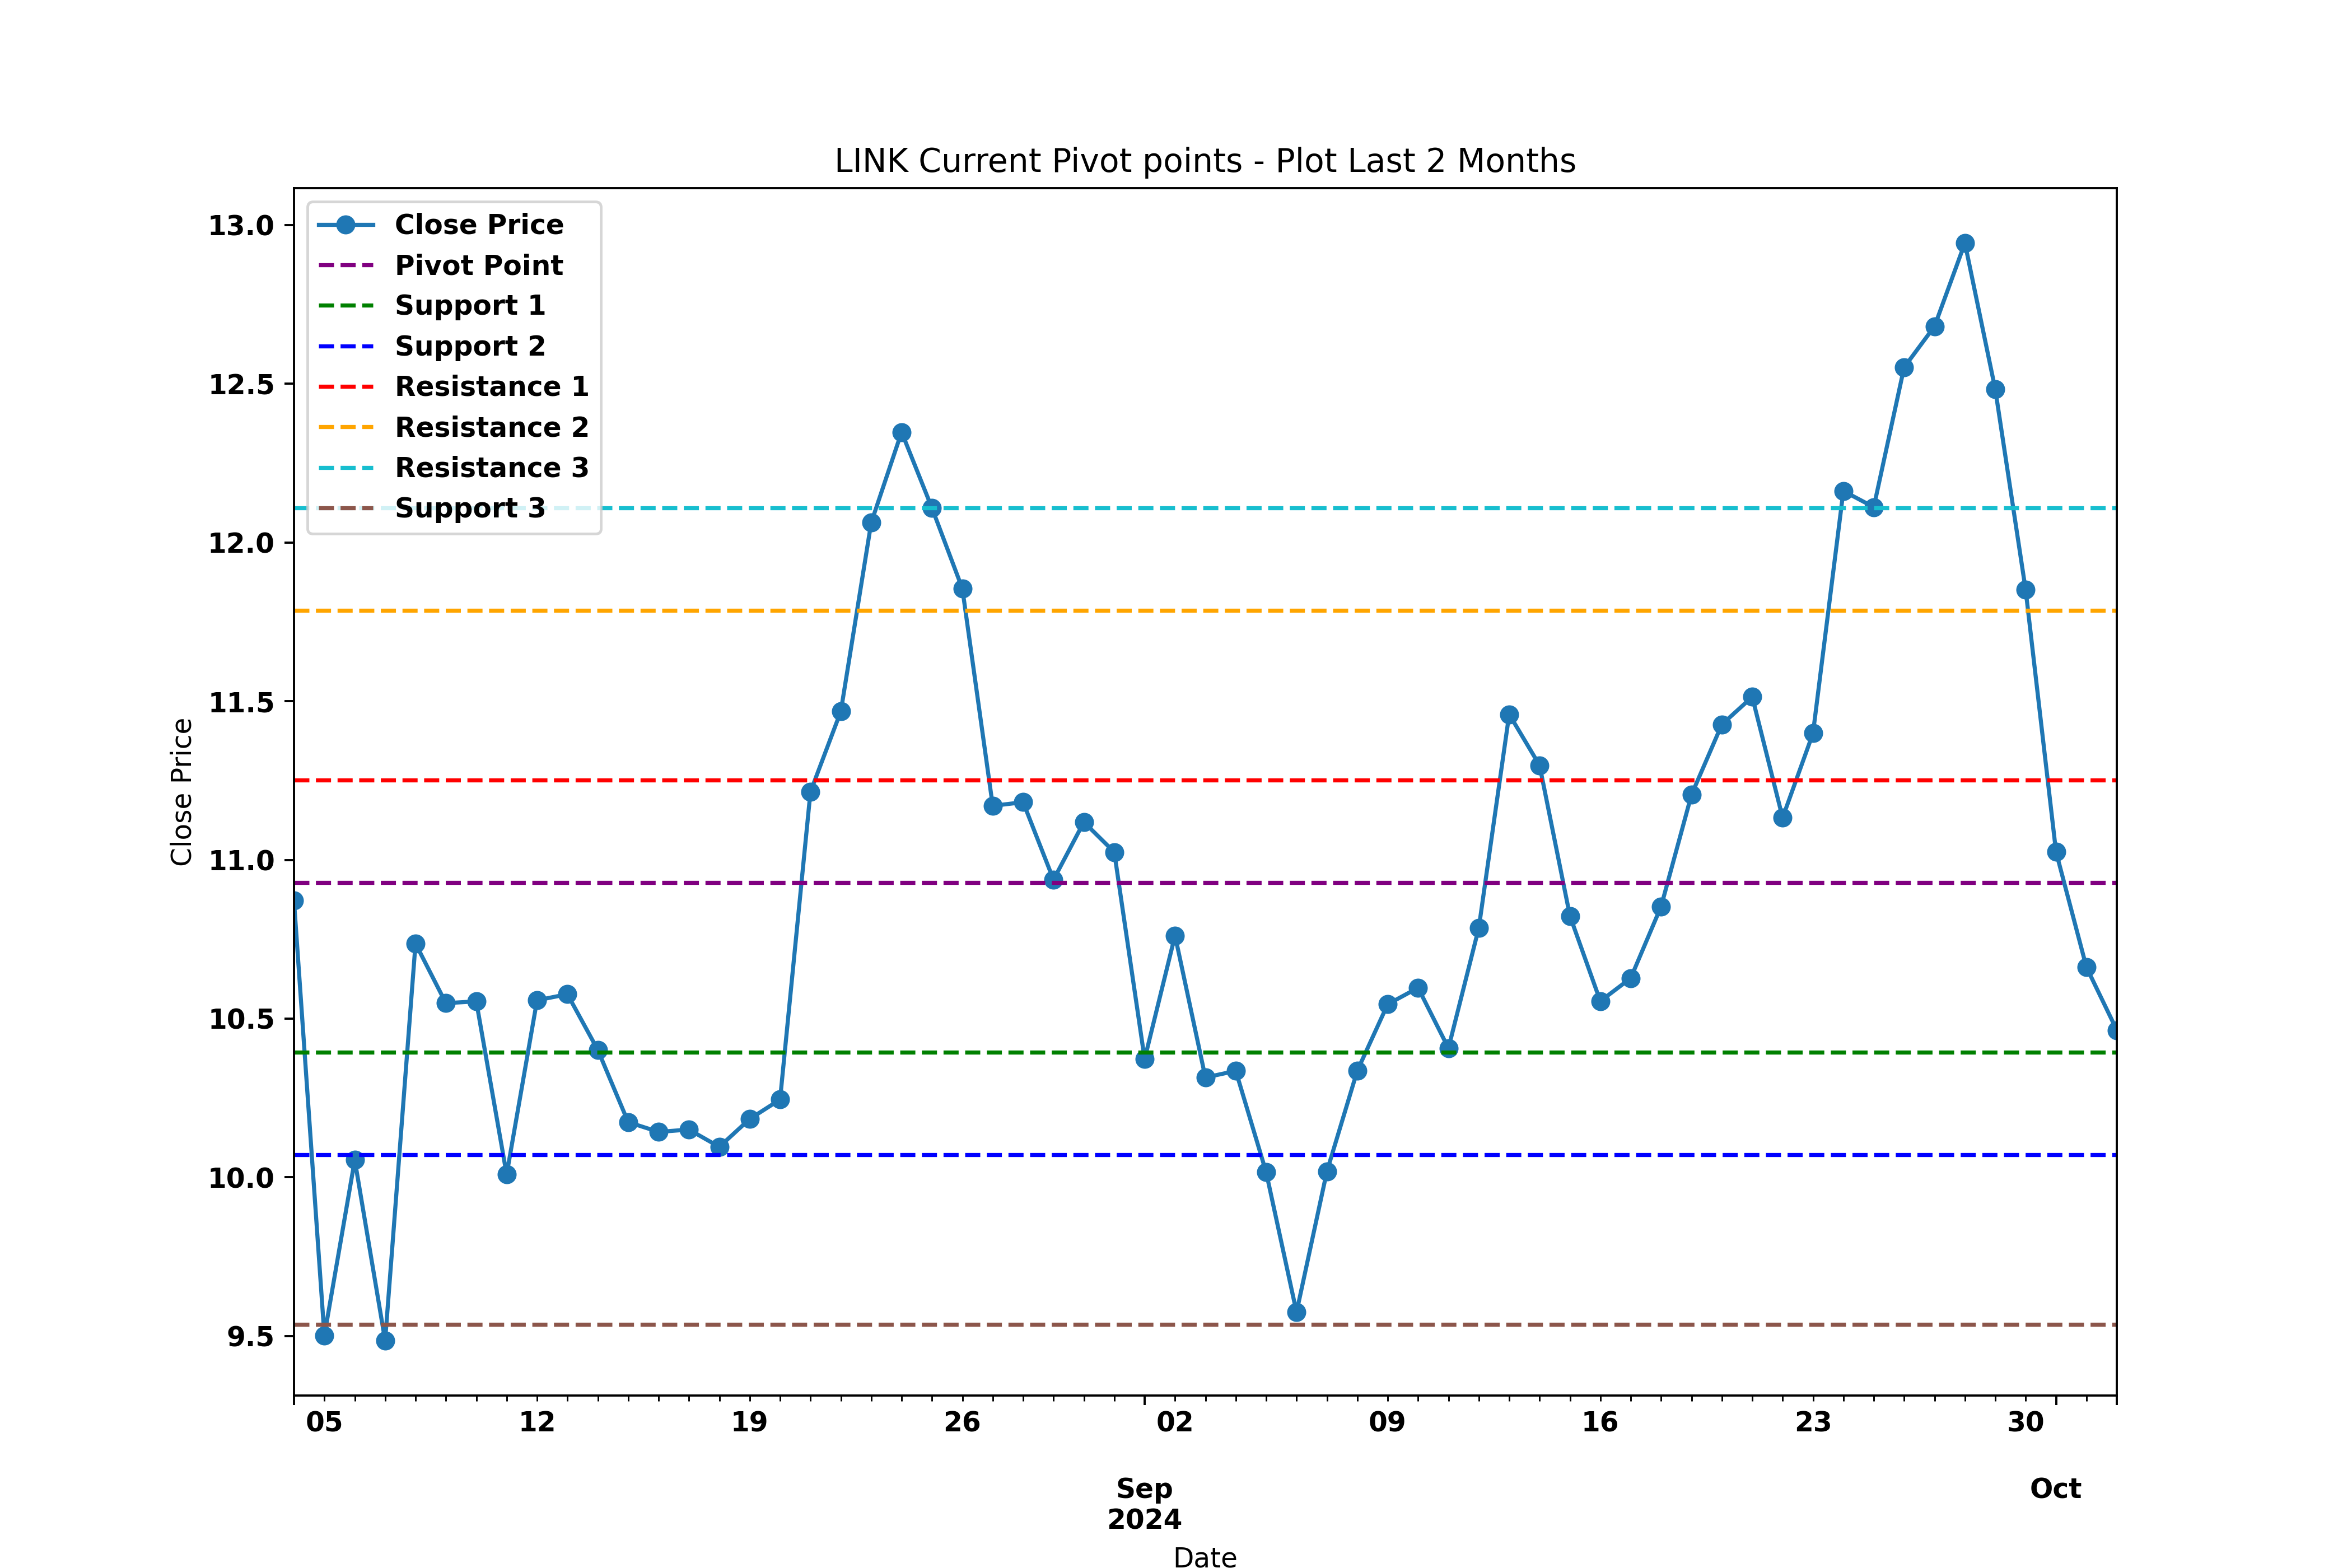 LINK Current Pivot points - Plot Last 2 Months
Close Price
Pivot Point
Support 1
Support 2
Resistance 1
Resistance 2
Resistance 3
Support 3
13.0
12.5
12.0
11.5
11.0
10.5
10.0
9.5
Close Price
05 12 19 26 02 09 16 23 30
Sep Oct
2024
Date